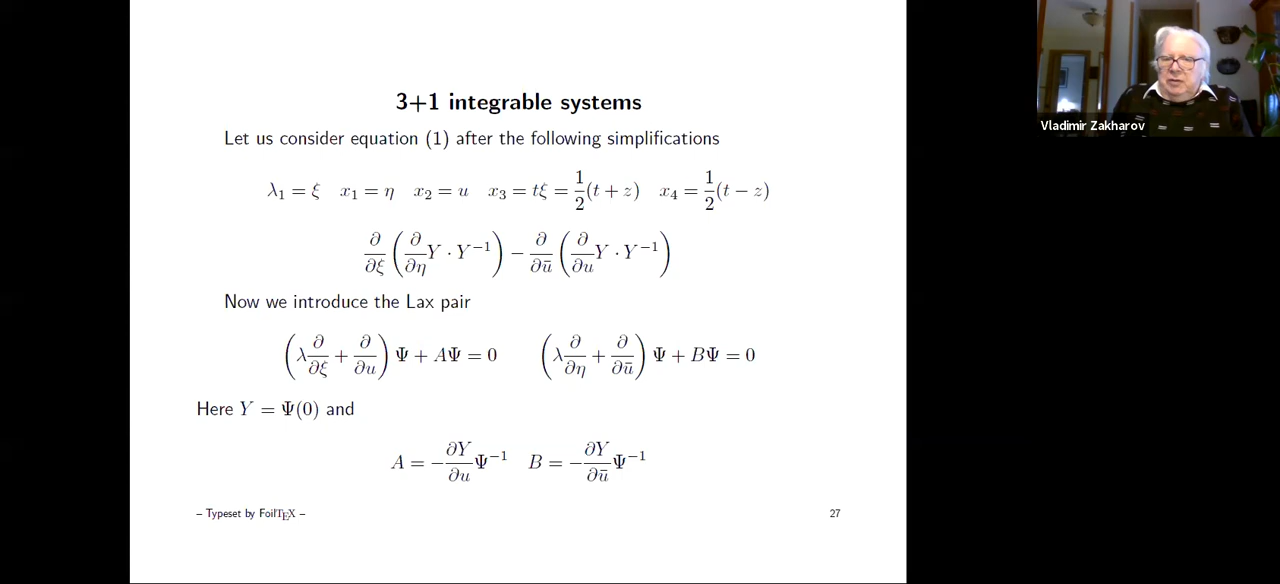 3+1 integrable systems
Let us consider equation (1) after the following simplifications
λ₁ = ξ x₁ = η x₂ = u x₃ = tξ = 1/2(t + z) x₄ = 1/2(t − z)
∂/∂ξ (∂/∂η Y · Y⁻¹) − ∂/∂ū (∂/∂u Y · Y⁻¹)
Now we introduce the Lax pair
(λ ∂/∂ξ + ∂/∂u) Ψ + AΨ = 0 (λ ∂/∂η + ∂/∂ū) Ψ + BΨ = 0
Here Y = Ψ(0) and
A = −∂Y/∂u Ψ⁻¹ B = −∂Y/∂ū Ψ⁻¹
– Typeset by FoilTEX – 27
Vladimir Zakharov